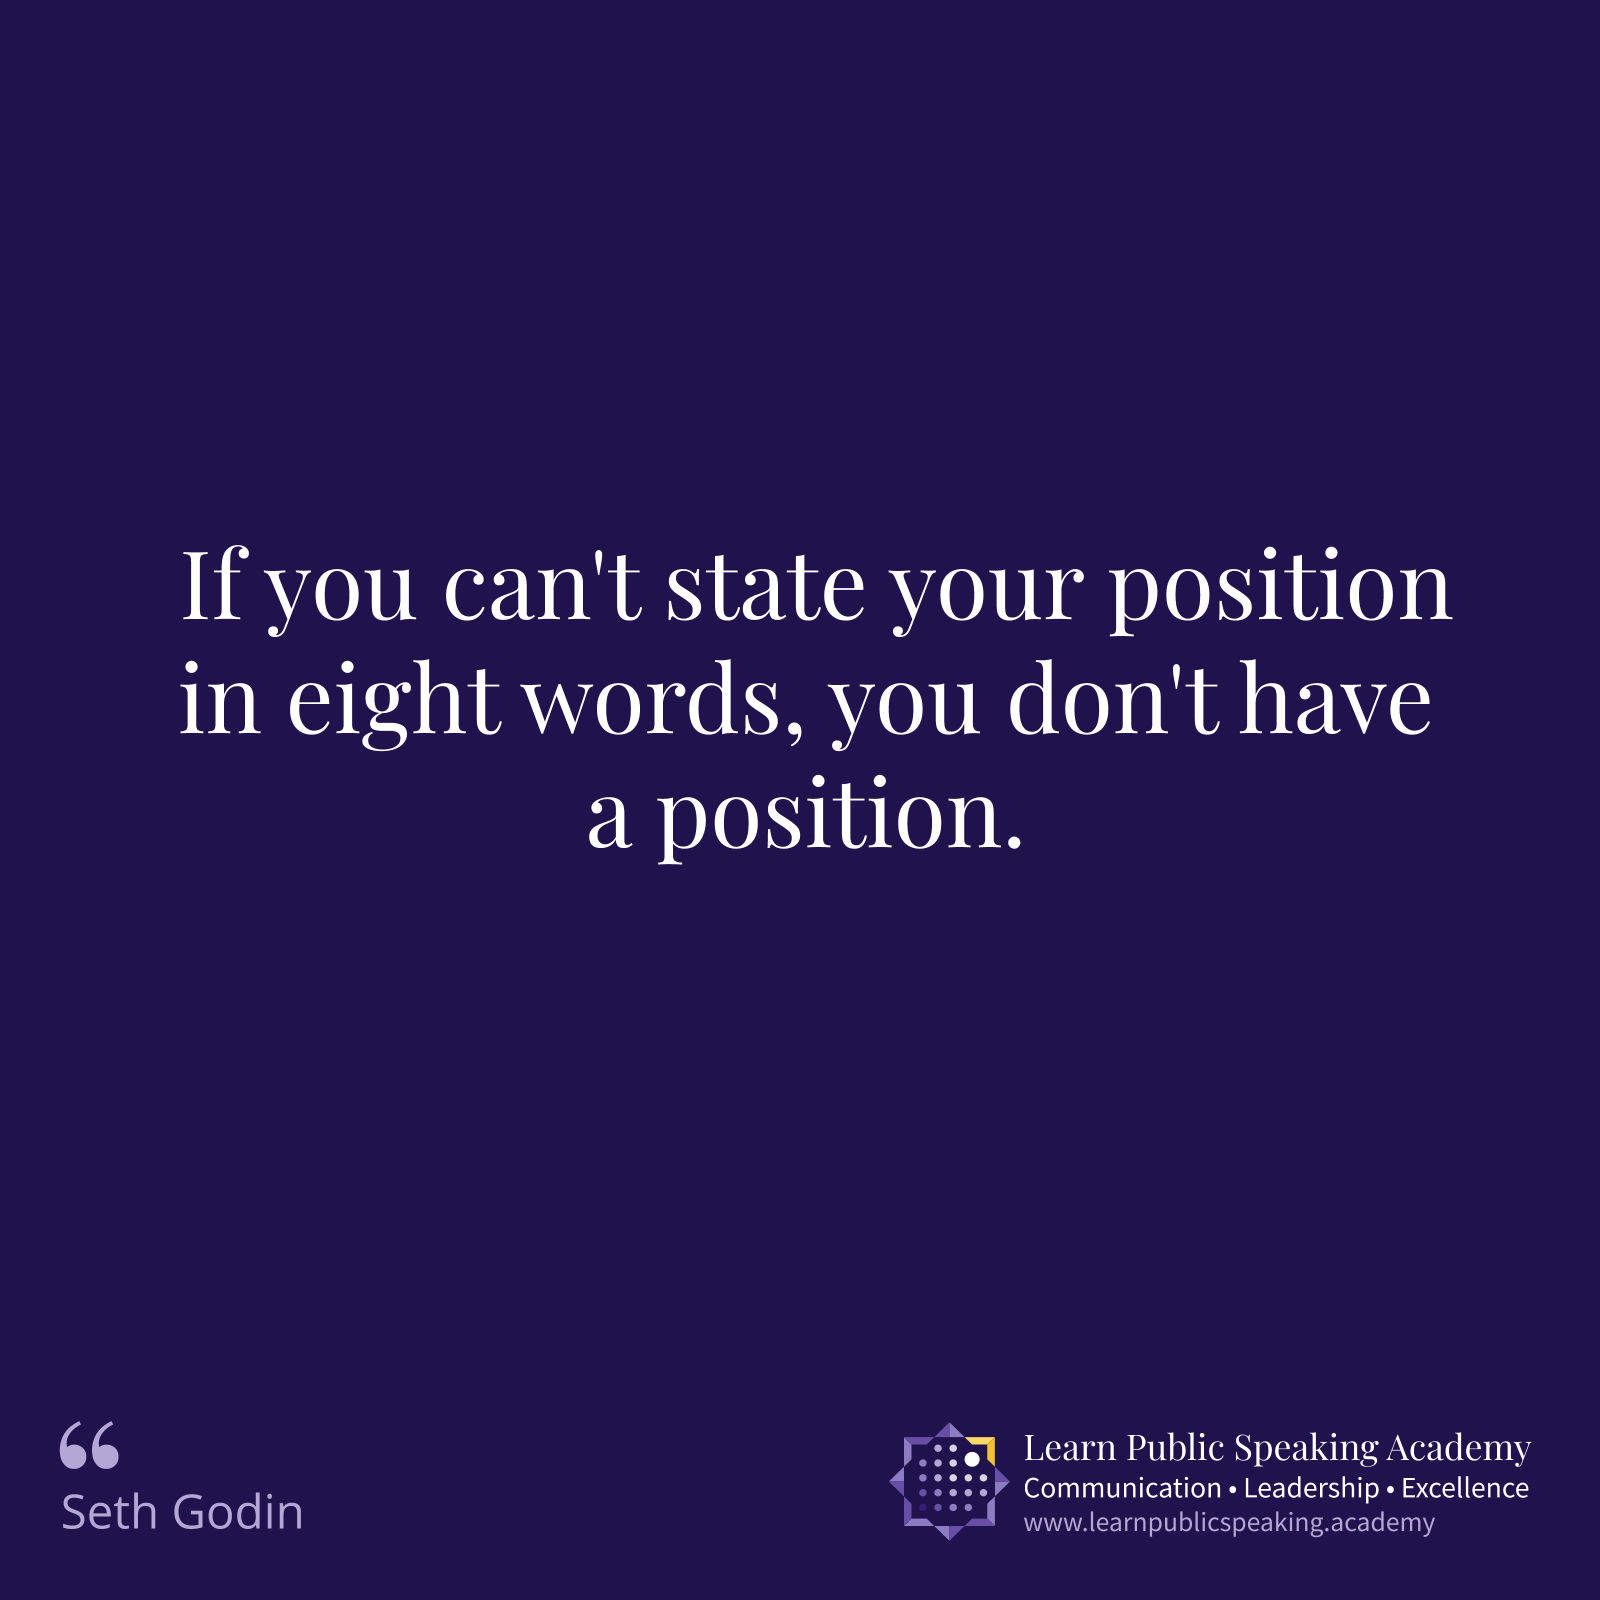 If you can't state your position
in eight words, you don't have
a position.
“
Seth Godin
Learn Public Speaking Academy
Communication • Leadership • Excellence
www.learnpublicspeaking.academy